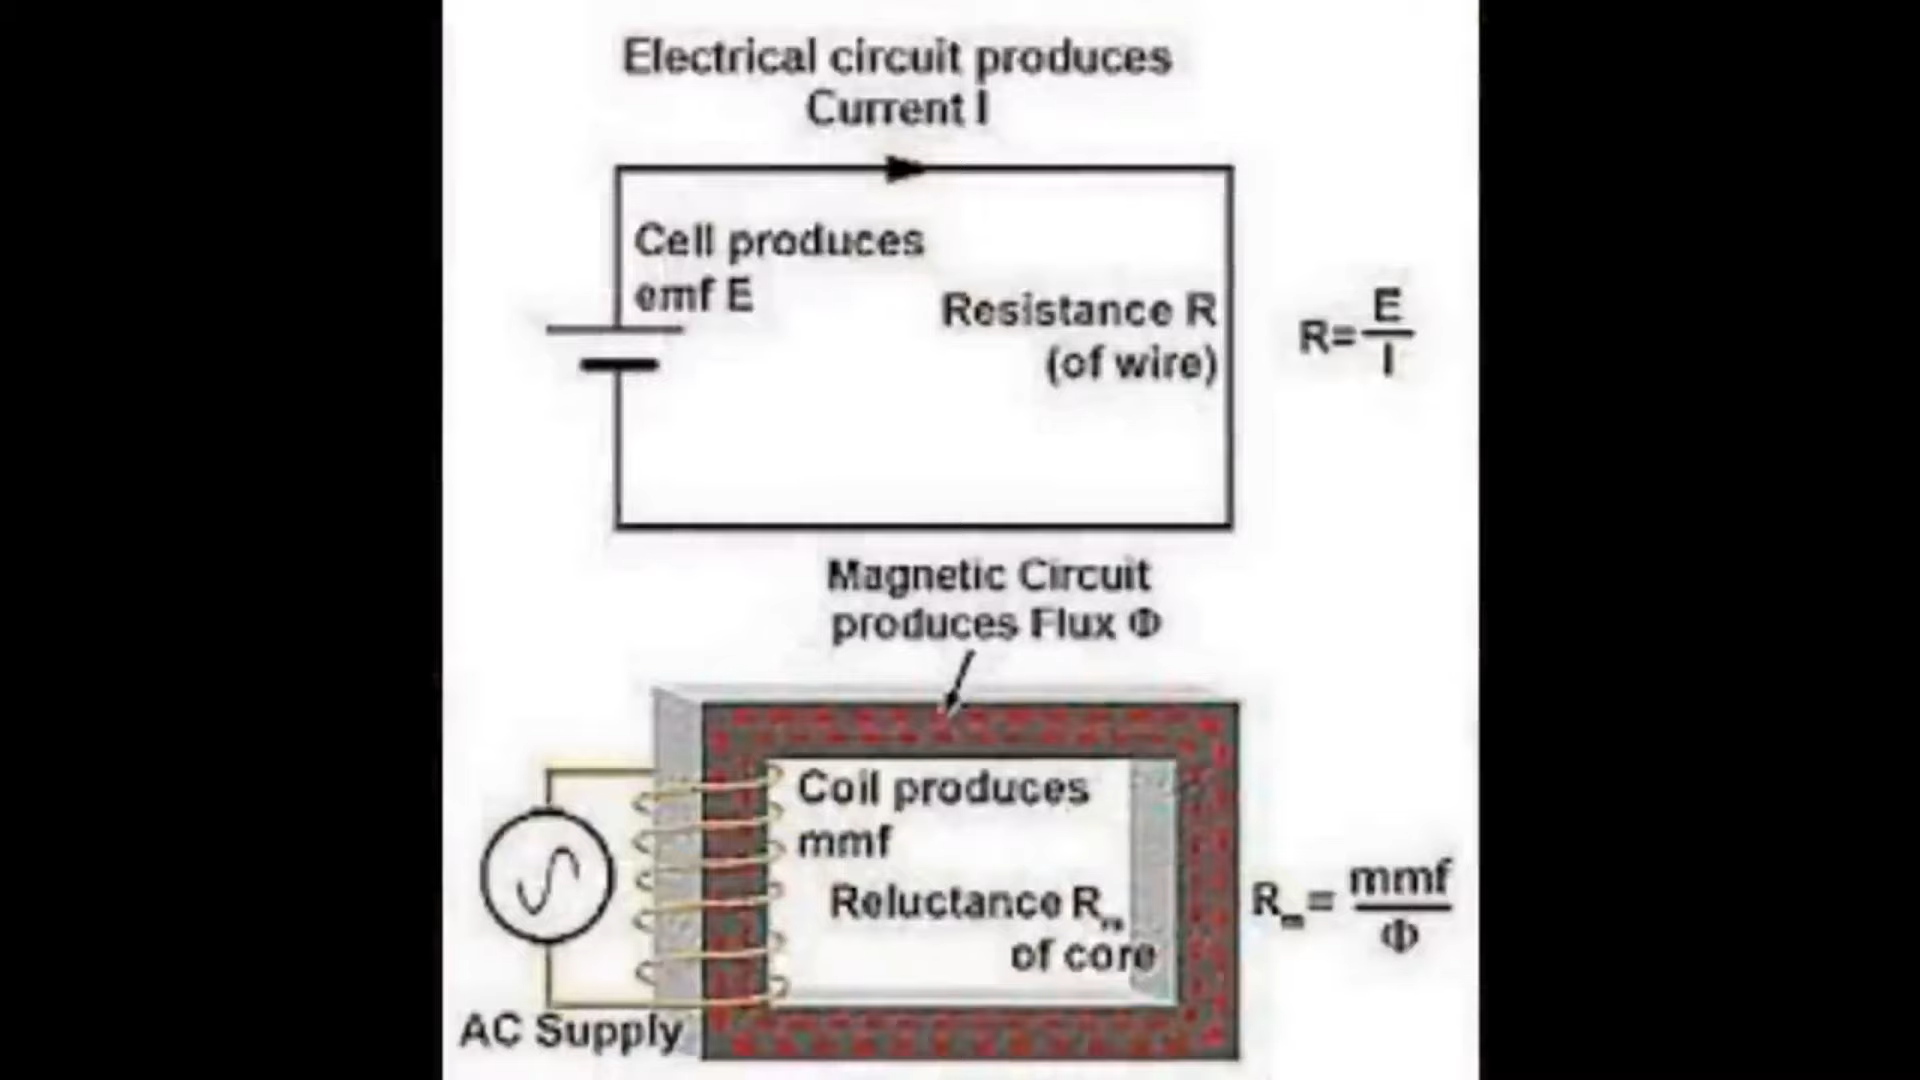 Electrical circuit produces
Current I
Cell produces
emf E
Resistance R
(of wire)
R=E/I
Magnetic Circuit
produces Flux Φ
Coil produces
mmf
Reluctance Rm
of core
Rm=mmf/Φ
AC Supply